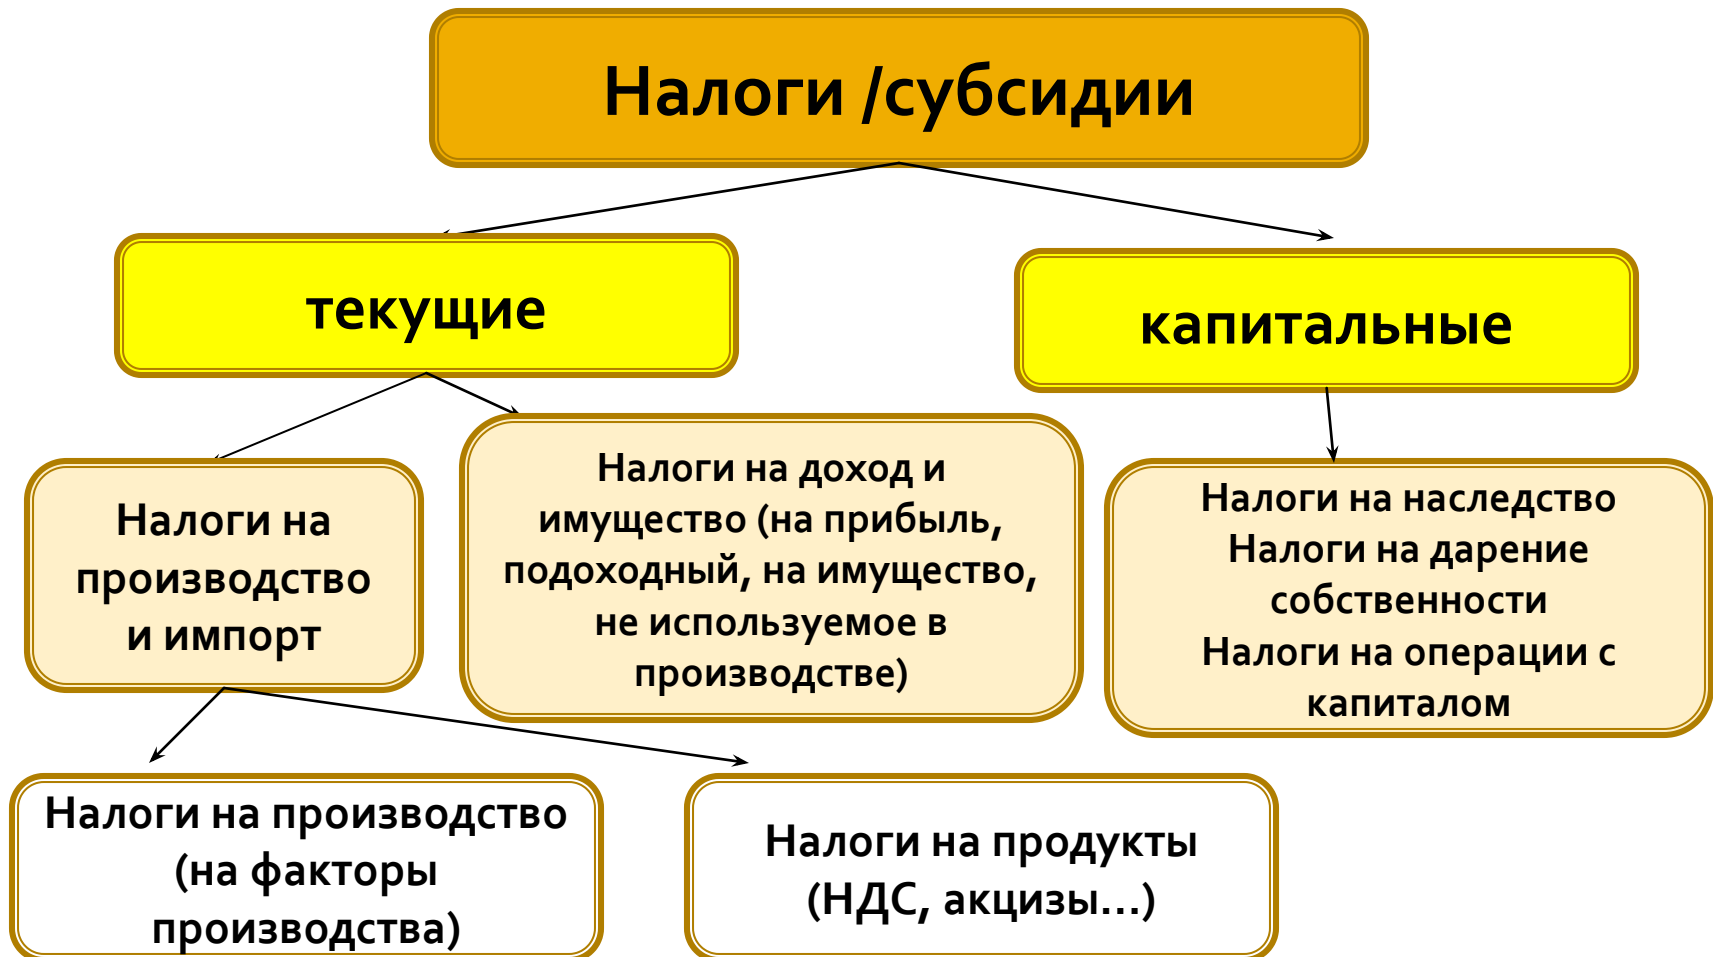 Налоги /субсидии
текущие
капитальные
Налоги на
производство
и импорт
Налоги на доход и
имущество (на прибыль,
подоходный, на имущество,
не используемое в
производстве)
Налоги на наследство
Налоги на дарение
собственности
Налоги на операции с
капиталом
Налоги на производство
(на факторы
производства)
Налоги на продукты
(НДС, акцизы...)